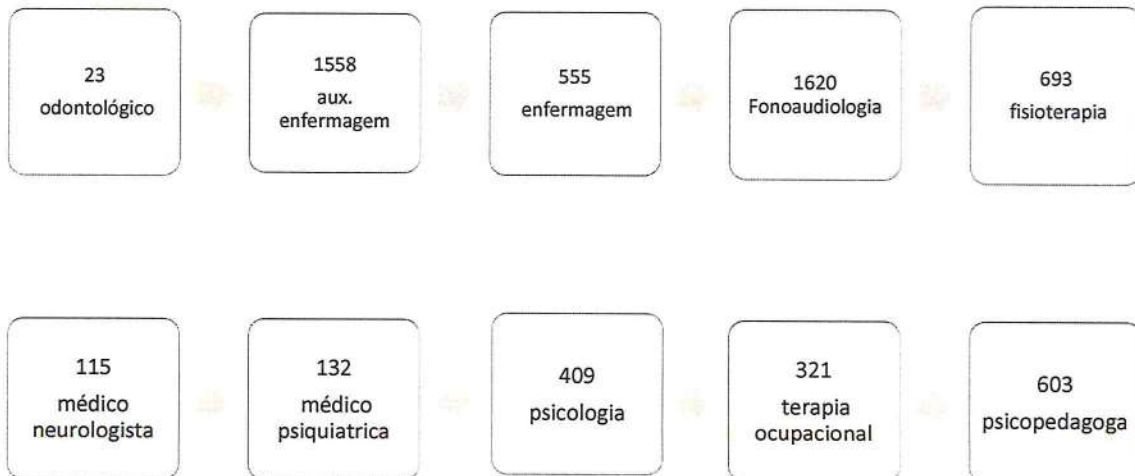 23
odontológico
1558
aux.
enfermagem
555
enfermagem
1620
Fonoaudiologia
693
fisioterapia
115
médico
neurologista
132
médico
psiquiatrica
409
psicologia
321
terapia
ocupacional
603
psicopedagoga